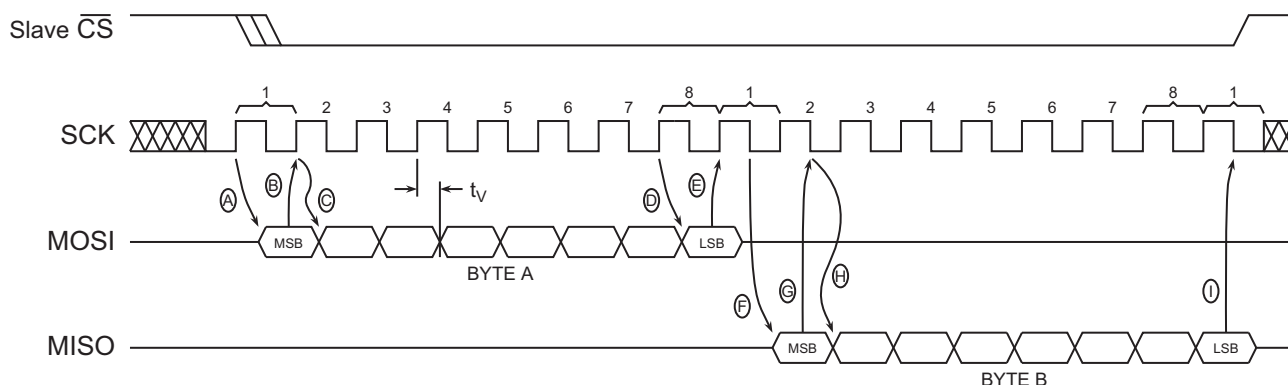 Slave CS
1 2 3 4 5 6 7 8 1 2 3 4 5 6 7 8 1
SCK
A B C tV D E
MOSI MSB LSB
BYTE A
F G H I
MISO MSB LSB
BYTE B